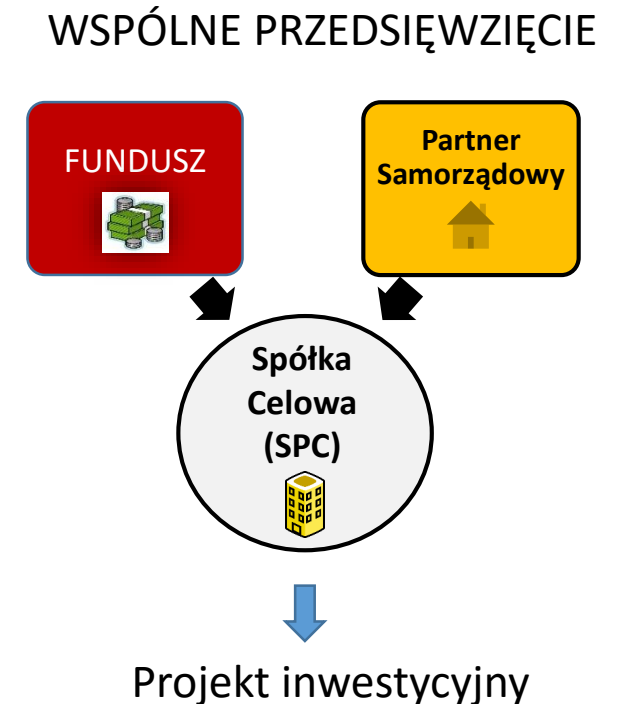 WSPÓLNE PRZEDSIĘWZIĘCIE
FUNDUSZ
Partner
Samorządowy
Spółka
Celowa
(SPC)
Projekt inwestycyjny